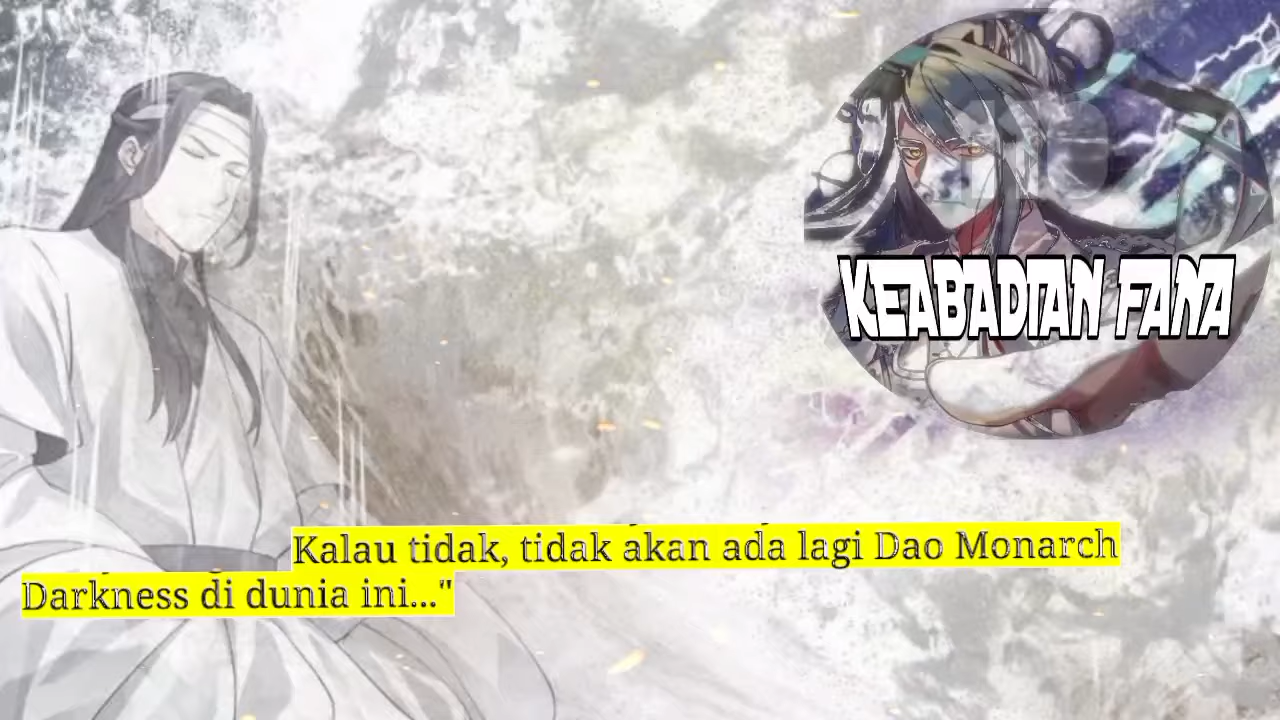 KEABADIAN FANA
Kalau tidak, tidak akan ada lagi Dao Monarch
Darkness di dunia ini..."